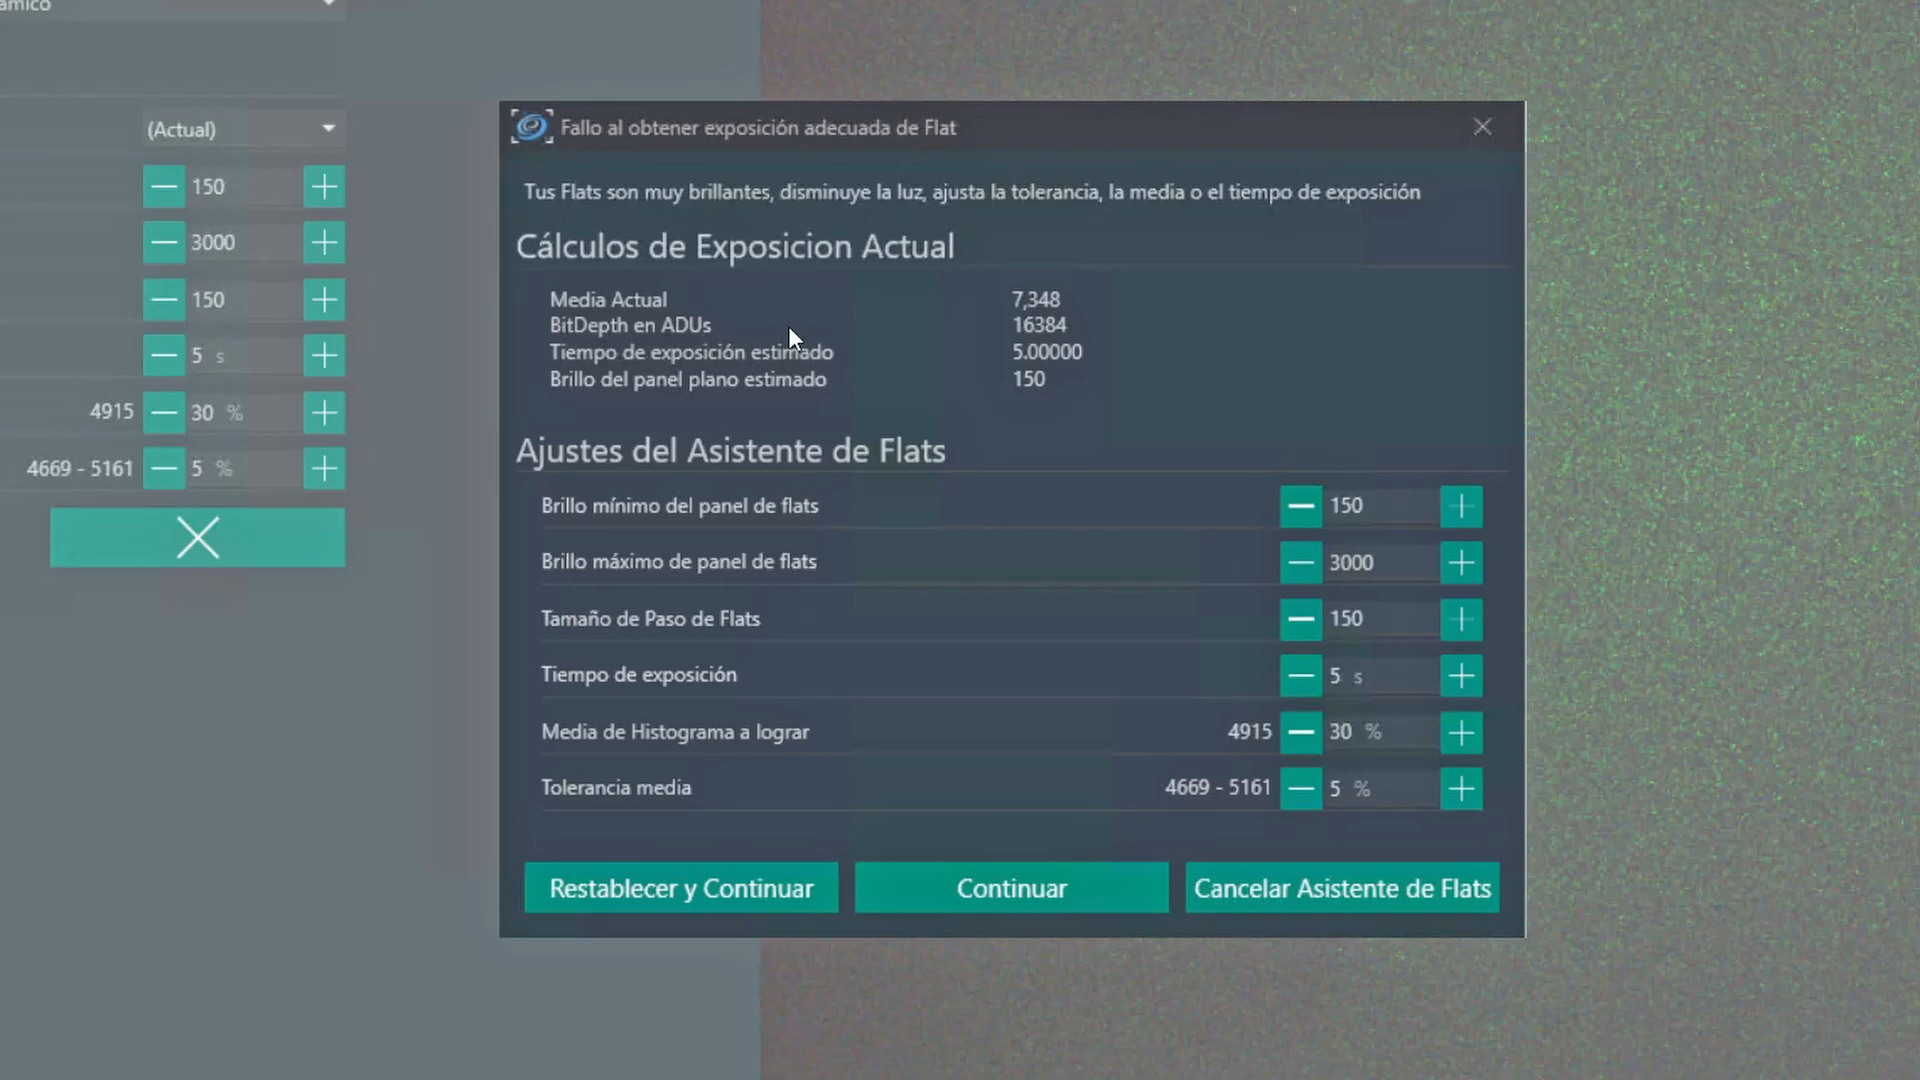 ámico
(Actual)
150
3000
150
5 s
4915 30 %
4669 - 5161 5 %
Fallo al obtener exposición adecuada de Flat
Tus Flats son muy brillantes, disminuye la luz, ajusta la tolerancia, la media o el tiempo de exposición
Cálculos de Exposicion Actual
Media Actual 7,348
BitDepth en ADUs 16384
Tiempo de exposición estimado 5.00000
Brillo del panel plano estimado 150
Ajustes del Asistente de Flats
Brillo mínimo del panel de flats 150
Brillo máximo de panel de flats 3000
Tamaño de Paso de Flats 150
Tiempo de exposición 5 s
Media de Histograma a lograr 4915 30 %
Tolerancia media 4669 - 5161 5 %
Restablecer y Continuar Continuar Cancelar Asistente de Flats